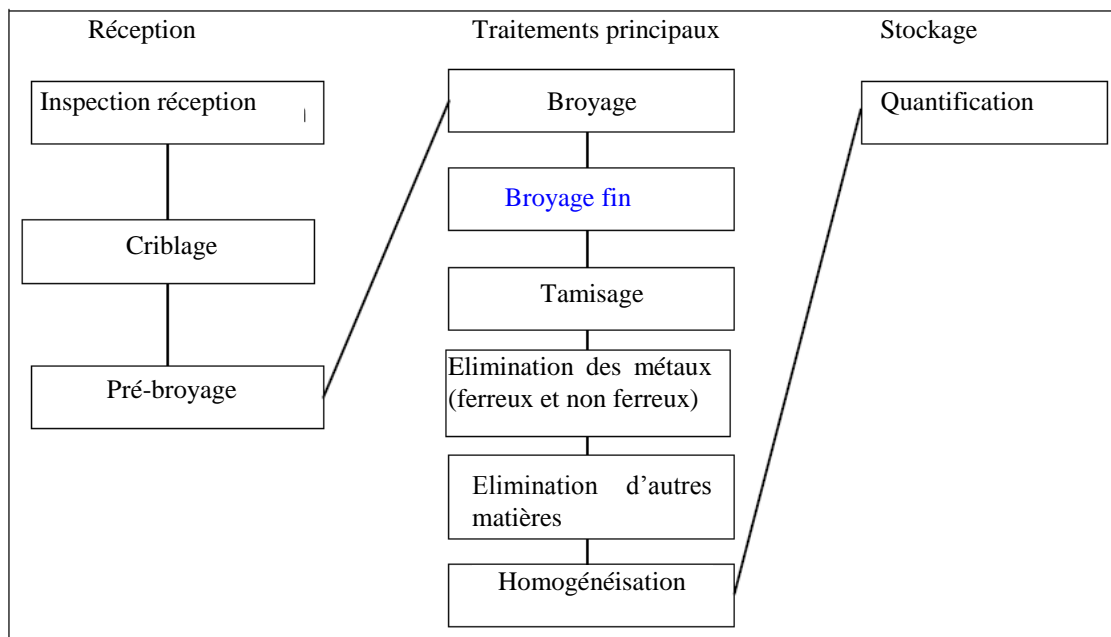 Réception
Inspection réception
Criblage
Pré-broyage
Traitements principaux
Broyage
Broyage fin
Tamisage
Elimination des métaux
(ferreux et non ferreux)
Elimination d'autres
matières
Homogénéisation
Stockage
Quantification